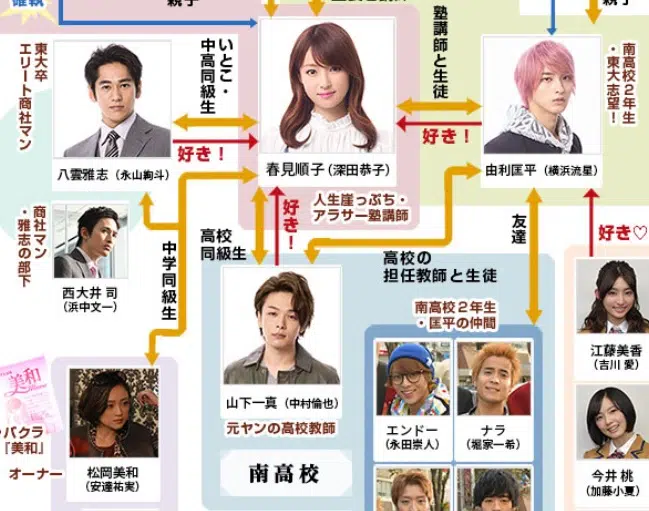 確執
親子
親子
塾講師と生徒
いとこ・
中高同級生
東大卒
エリート商社マン
南高校2年生
・東大志望！
好き！
好き！
八雲雅志（永山絢斗）
春見順子（深田恭子）
由利匡平（横浜流星）
人生崖っぷち・
アラサー塾講師
商社マン
・雅志の部下
西大井 司
（浜中文一）
中学同級生
高校
同級生
好き！
高校の
担任教師と生徒
友達
好き♡
南高校２年生
・匡平の仲間
山下一真（中村倫也）
元ヤンの高校教師
南高校
エンドー
（永田崇人）
ナラ
（堀家一希）
江藤美香
（吉川 愛）
今井 桃
（加藤小夏）
美和
バクラ
『美和』
オーナー
松岡美和
（安達祐実）